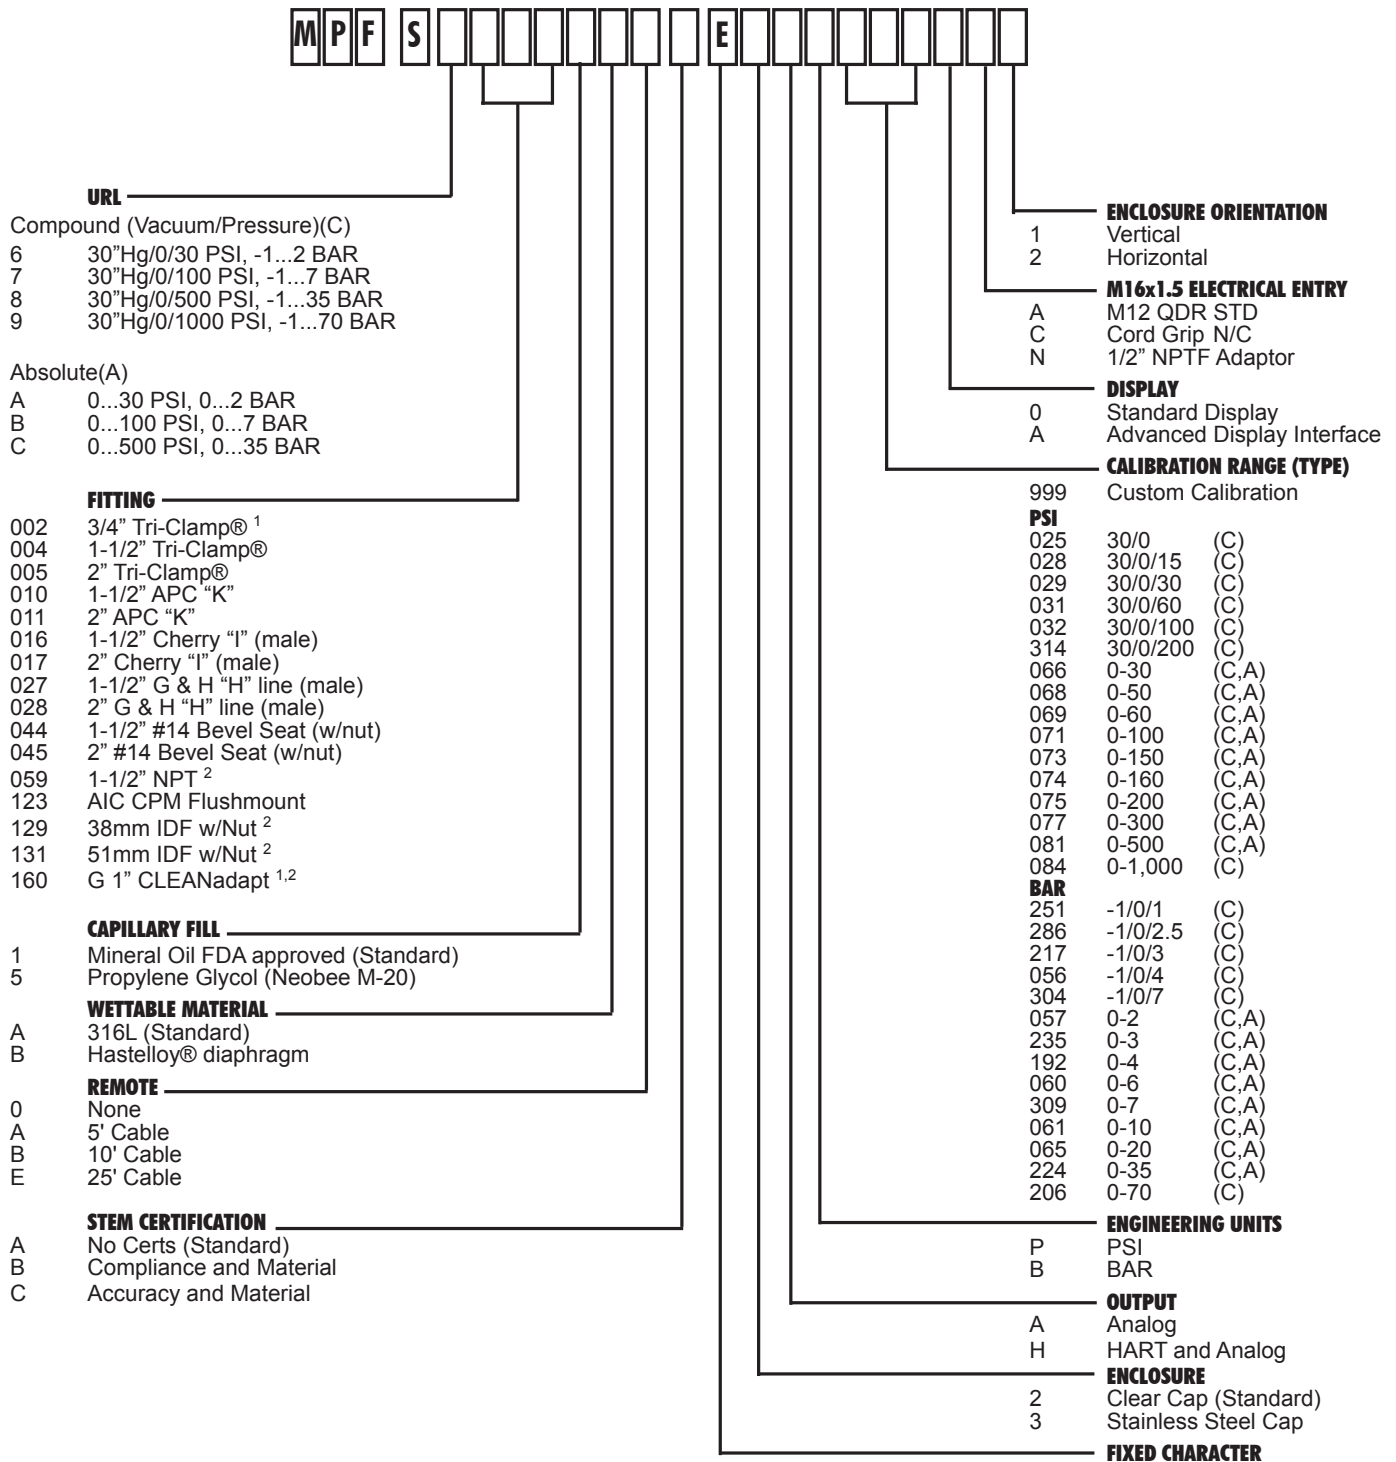 MPF S E
URL
Compound (Vacuum/Pressure)(C)
6 30”Hg/0/30 PSI, -1...2 BAR
7 30”Hg/0/100 PSI, -1...7 BAR
8 30”Hg/0/500 PSI, -1...35 BAR
9 30”Hg/0/1000 PSI, -1...70 BAR
Absolute(A)
A 0...30 PSI, 0...2 BAR
B 0...100 PSI, 0...7 BAR
C 0...500 PSI, 0...35 BAR
FITTING
002 3/4” Tri-Clamp® 1
004 1-1/2” Tri-Clamp®
005 2” Tri-Clamp®
010 1-1/2” APC “K”
011 2” APC “K”
016 1-1/2” Cherry “I” (male)
017 2” Cherry “I” (male)
027 1-1/2” G & H “H” line (male)
028 2” G & H “H” line (male)
044 1-1/2” #14 Bevel Seat (w/nut)
045 2” #14 Bevel Seat (w/nut)
059 1-1/2” NPT 2
123 AIC CPM Flushmount
129 38mm IDF w/Nut 2
131 51mm IDF w/Nut 2
160 G 1” CLEANadapt 1,2
CAPILLARY FILL
1 Mineral Oil FDA approved (Standard)
5 Propylene Glycol (Neobee M-20)
WETTABLE MATERIAL
A 316L (Standard)
B Hastelloy® diaphragm
REMOTE
0 None
A 5' Cable
B 10' Cable
E 25' Cable
STEM CERTIFICATION
A No Certs (Standard)
B Compliance and Material
C Accuracy and Material
ENCLOSURE ORIENTATION
1 Vertical
2 Horizontal
M16x1.5 ELECTRICAL ENTRY
A M12 QDR STD
C Cord Grip N/C
N 1/2” NPTF Adaptor
DISPLAY
0 Standard Display
A Advanced Display Interface
CALIBRATION RANGE (TYPE)
999 Custom Calibration
PSI
025 30/0 (C)
028 30/0/15 (C)
029 30/0/30 (C)
031 30/0/60 (C)
032 30/0/100 (C)
314 30/0/200 (C)
066 0-30 (C,A)
068 0-50 (C,A)
069 0-60 (C,A)
071 0-100 (C,A)
073 0-150 (C,A)
074 0-160 (C,A)
075 0-200 (C,A)
077 0-300 (C,A)
081 0-500 (C,A)
084 0-1,000 (C)
BAR
251 -1/0/1 (C)
286 -1/0/2.5 (C)
217 -1/0/3 (C)
056 -1/0/4 (C)
304 -1/0/7 (C)
057 0-2 (C,A)
235 0-3 (C,A)
192 0-4 (C,A)
060 0-6 (C,A)
309 0-7 (C,A)
061 0-10 (C,A)
065 0-20 (C,A)
224 0-35 (C,A)
206 0-70 (C)
ENGINEERING UNITS
P PSI
B BAR
OUTPUT
A Analog
H HART and Analog
ENCLOSURE
2 Clear Cap (Standard)
3 Stainless Steel Cap
FIXED CHARACTER